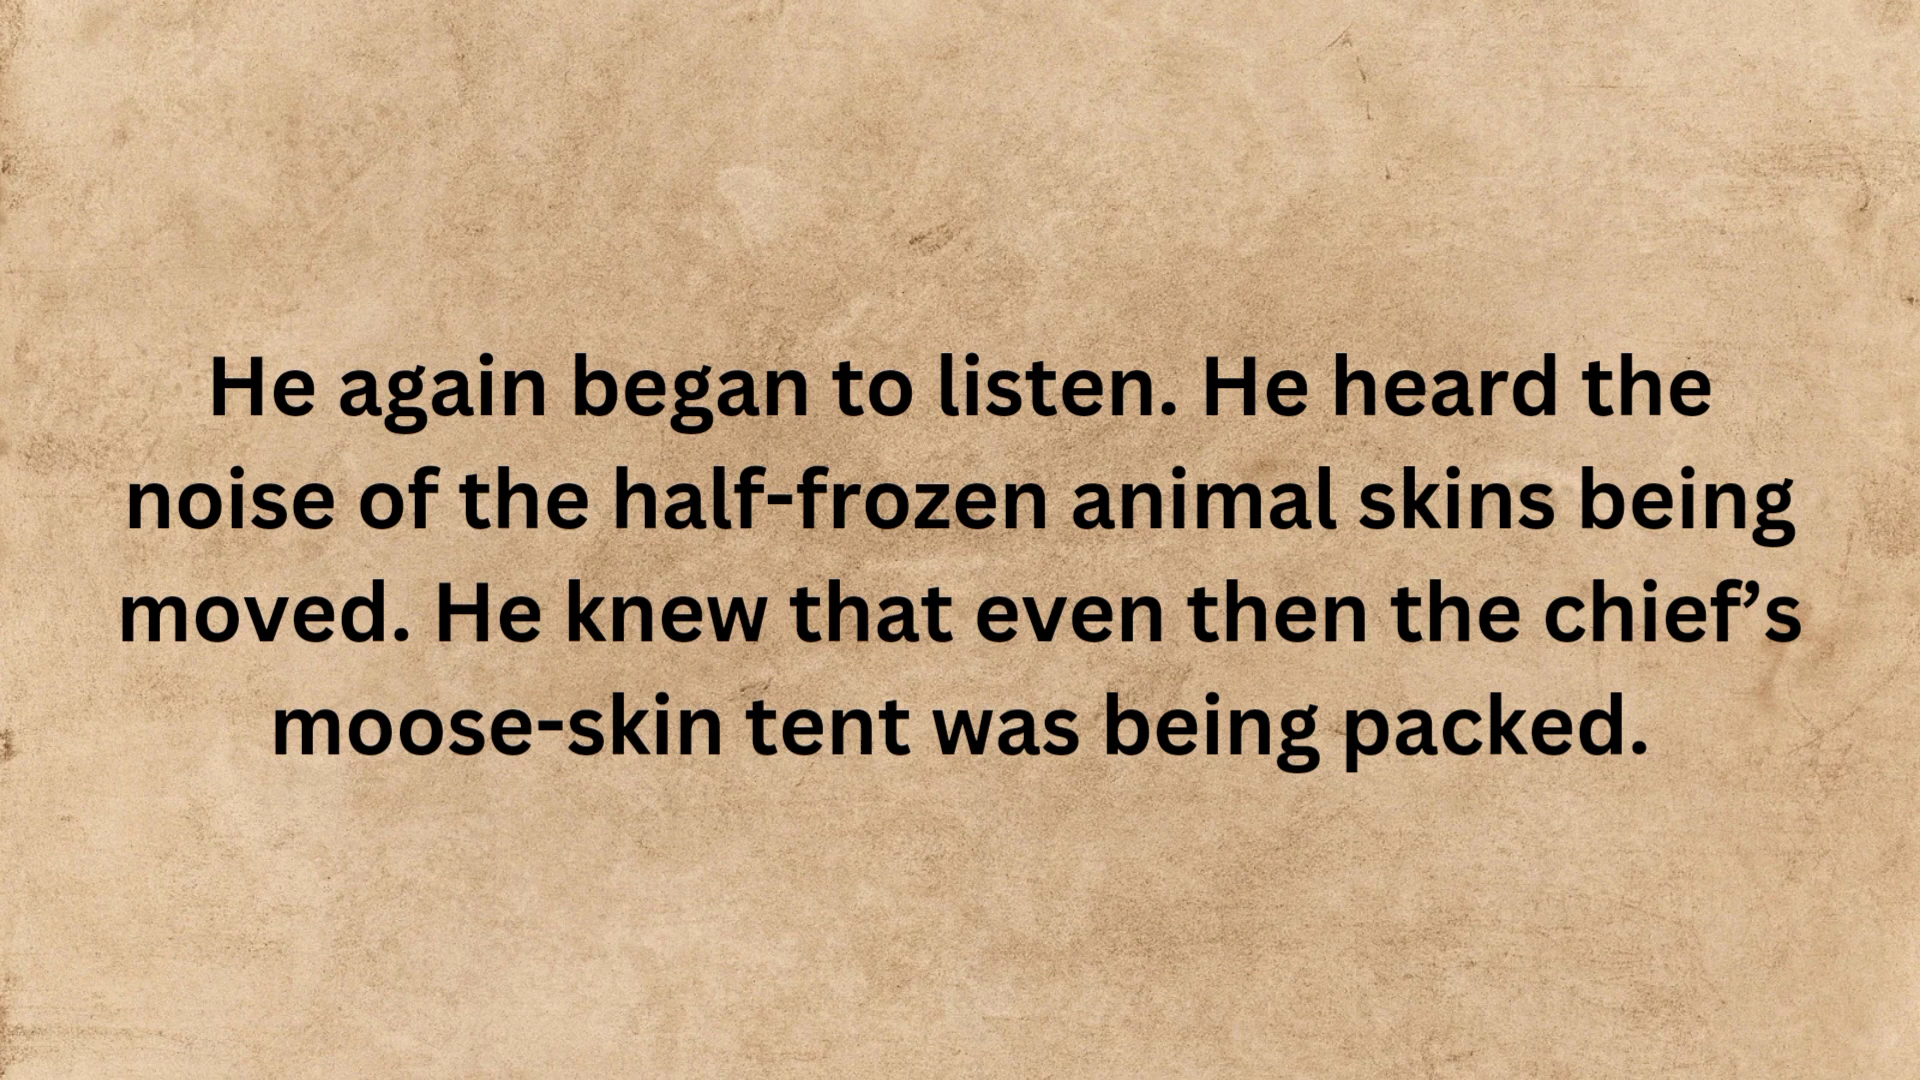 He again began to listen. He heard the
noise of the half-frozen animal skins being
moved. He knew that even then the chief’s
moose-skin tent was being packed.